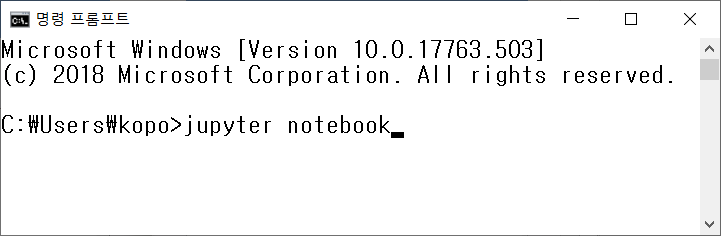 명령 프롬프트
Microsoft Windows [Version 10.0.17763.503]
(c) 2018 Microsoft Corporation. All rights reserved.
C:₩Users₩kopo>jupyter notebook